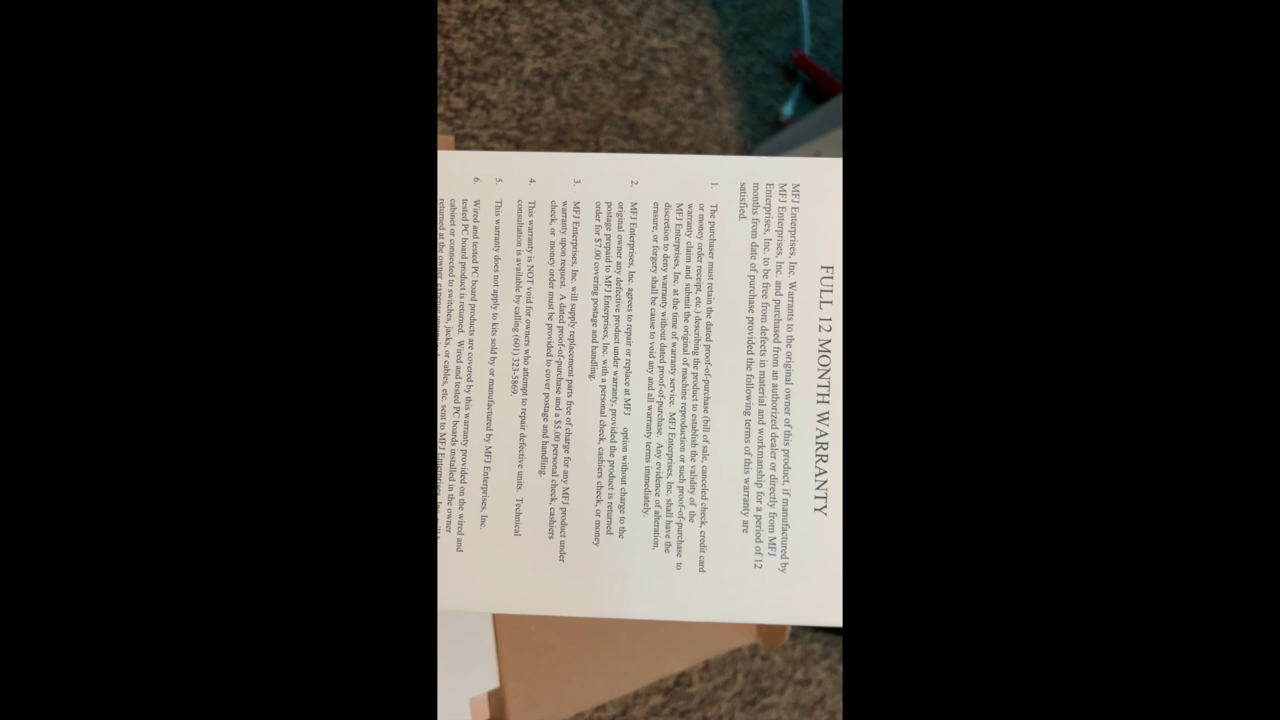 FULL 12 MONTH WARRANTY
MFJ Enterprises, Inc. Warrants to the original owner of this product, if manufactured by
MFJ Enterprises, Inc. and purchased from an authorized dealer or directly from MFJ
Enterprises, Inc. to be free from defects in material and workmanship for a period of 12
months from date of purchase provided the following terms of this warranty are
satisfied.
1. The purchaser must retain the dated proof-of-purchase (bill of sale, canceled check, credit card
or money order receipt, etc.) describing the product to establish the validity of the
warranty claim and submit the original of machine reproduction or such proof-of-purchase to
MFJ Enterprises, Inc. at the time of warranty service. MFJ Enterprises, Inc. shall have the
discretion to deny warranty without dated proof-of-purchase. Any evidence of alteration,
erasure, or forgery shall be cause to void any and all warranty terms immediately.
2. MFJ Enterprises, Inc. agrees to repair or replace at MFJ option without charge to the
original owner any defective product under warranty, provided the product is returned
postage prepaid to MFJ Enterprises, Inc. with a personal check, cashiers check, or money
order for $7.00 covering postage and handling.
3. MFJ Enterprises, Inc. will supply replacement parts free of charge for any MFJ product under
warranty upon request. A dated proof-of-purchase and a $5.00 personal check, cashiers
check, or money order must be provided to cover postage and handling.
4. This warranty is NOT void for owners who attempt to repair defective units. Technical
consultation is available by calling (601) 323-5869.
5. This warranty does not apply to kits sold by or manufactured by MFJ Enterprises, Inc.
6. Wired and tested PC board products are covered by this warranty provided on the wired and
tested PC board product is returned. Wired and tested PC boards installed in the owner
cabinet or connected to switches, jacks, or cables, etc. sent to MFJ Enterprises, Inc.
returned at the owner expense